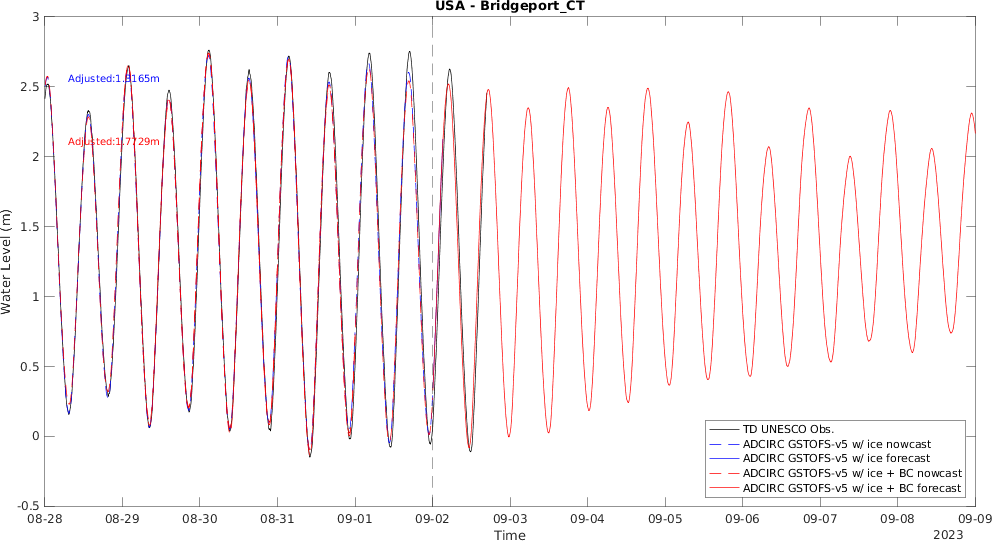 USA - Bridgeport_CT
3
2.5
2
1.5
1
0.5
0
-0.5
Water Level (m)
Adjusted:1.8165m
Adjusted:1.7729m
TD UNESCO Obs.
ADCIRC GSTOFS-v5 w/ ice nowcast
ADCIRC GSTOFS-v5 w/ ice forecast
ADCIRC GSTOFS-v5 w/ ice + BC nowcast
ADCIRC GSTOFS-v5 w/ ice + BC forecast
08-28 08-29 08-30 08-31 09-01 09-02 09-03 09-04 09-05 09-06 09-07 09-08 09-09
Time
2023